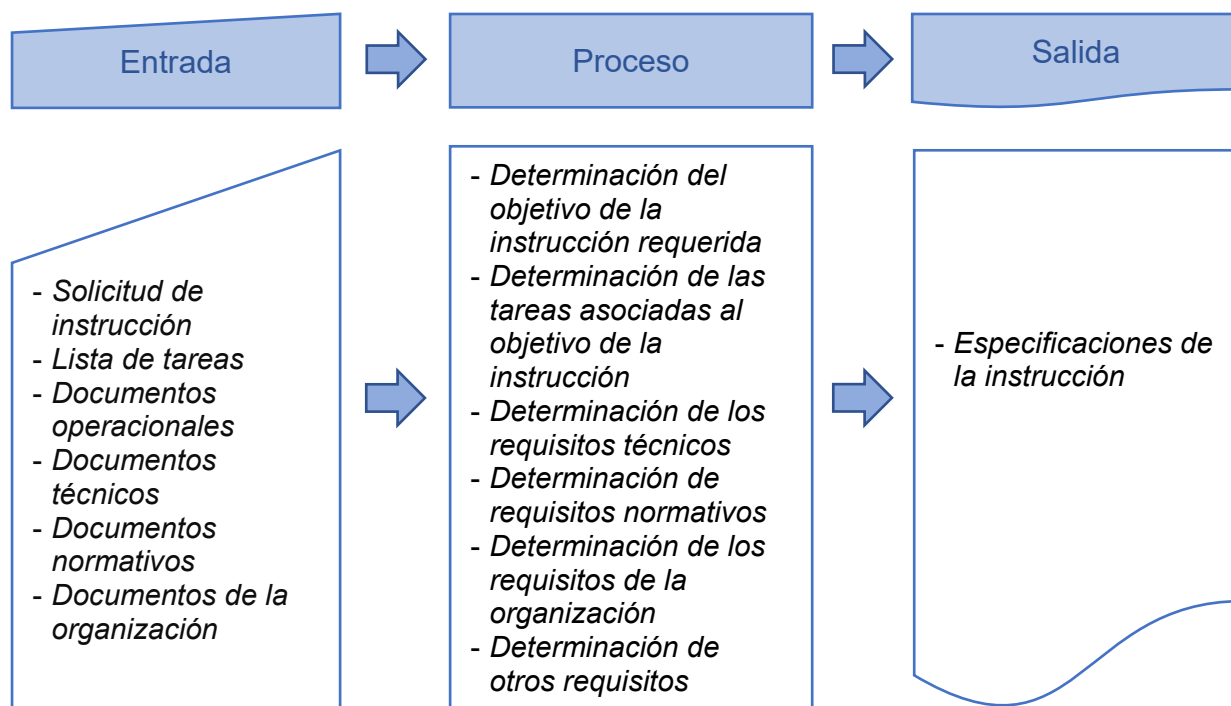 Entrada
Proceso
Salida
- Solicitud de
instrucción
- Lista de tareas
- Documentos
operacionales
- Documentos
técnicos
- Documentos
normativos
- Documentos de la
organización
- Determinación del
objetivo de la
instrucción requerida
- Determinación de las
tareas asociadas al
objetivo de la
instrucción
- Determinación de los
requisitos técnicos
- Determinación de
requisitos normativos
- Determinación de los
requisitos de la
organización
- Determinación de
otros requisitos
- Especificaciones de
la instrucción